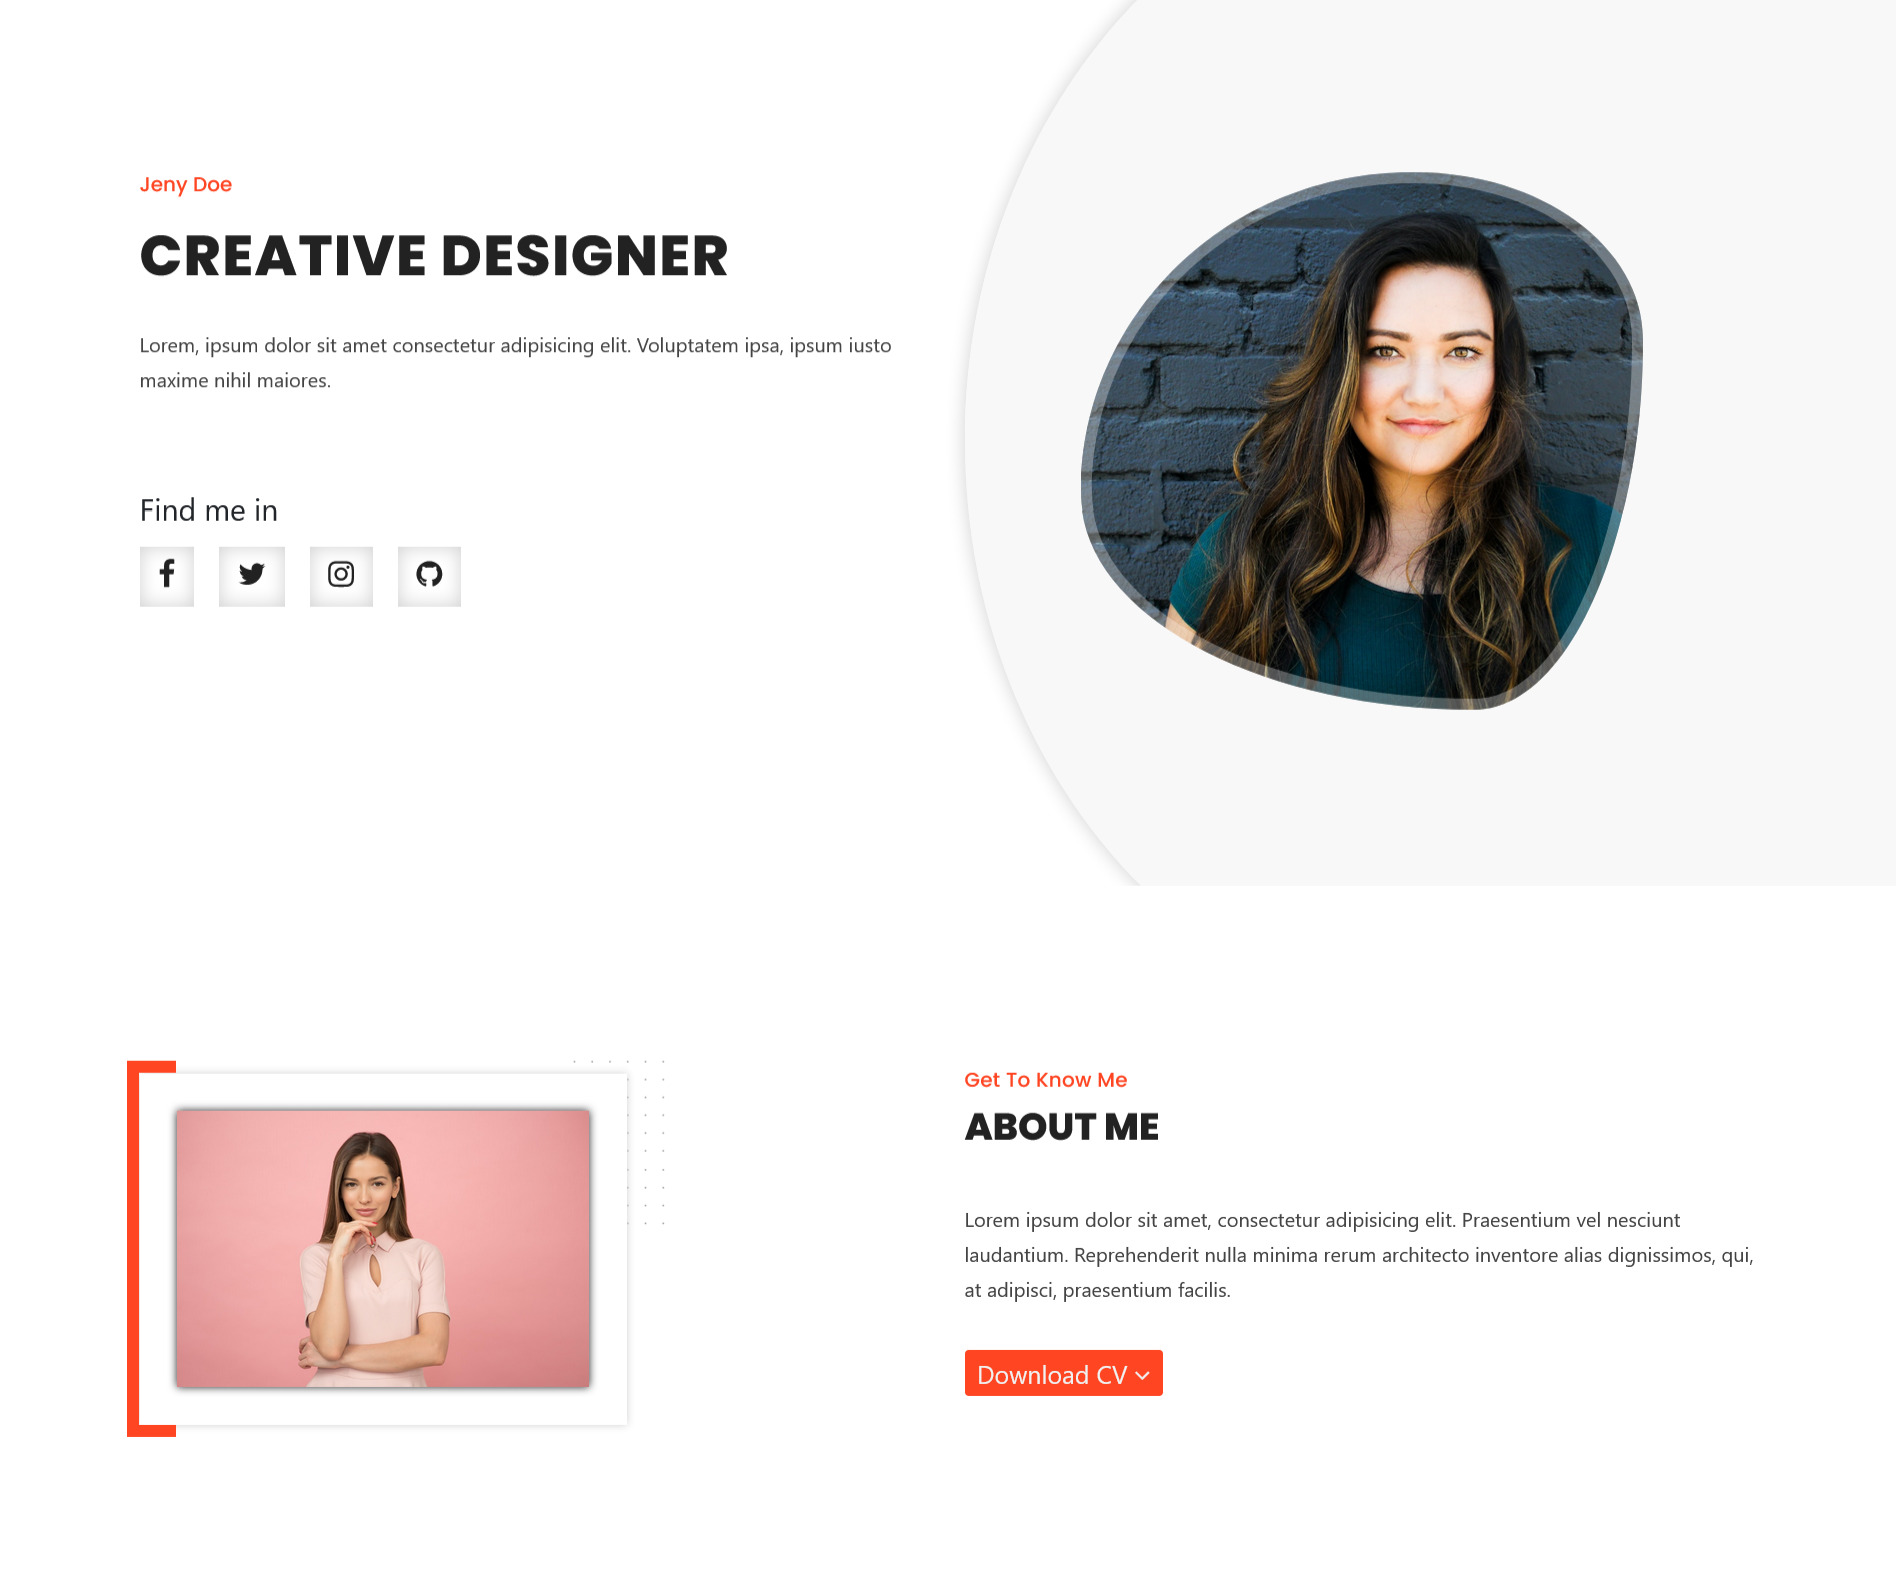 Jeny Doe
CREATIVE DESIGNER
Lorem, ipsum dolor sit amet consectetur adipisicing elit. Voluptatem ipsa, ipsum iusto
maxime nihil maiores.
Find me in
Get To Know Me
ABOUT ME
Lorem ipsum dolor sit amet, consectetur adipisicing elit. Praesentium vel nesciunt
laudantium. Reprehenderit nulla minima rerum architecto inventore alias dignissimos, qui,
at adipisci, praesentium facilis.
Download CV